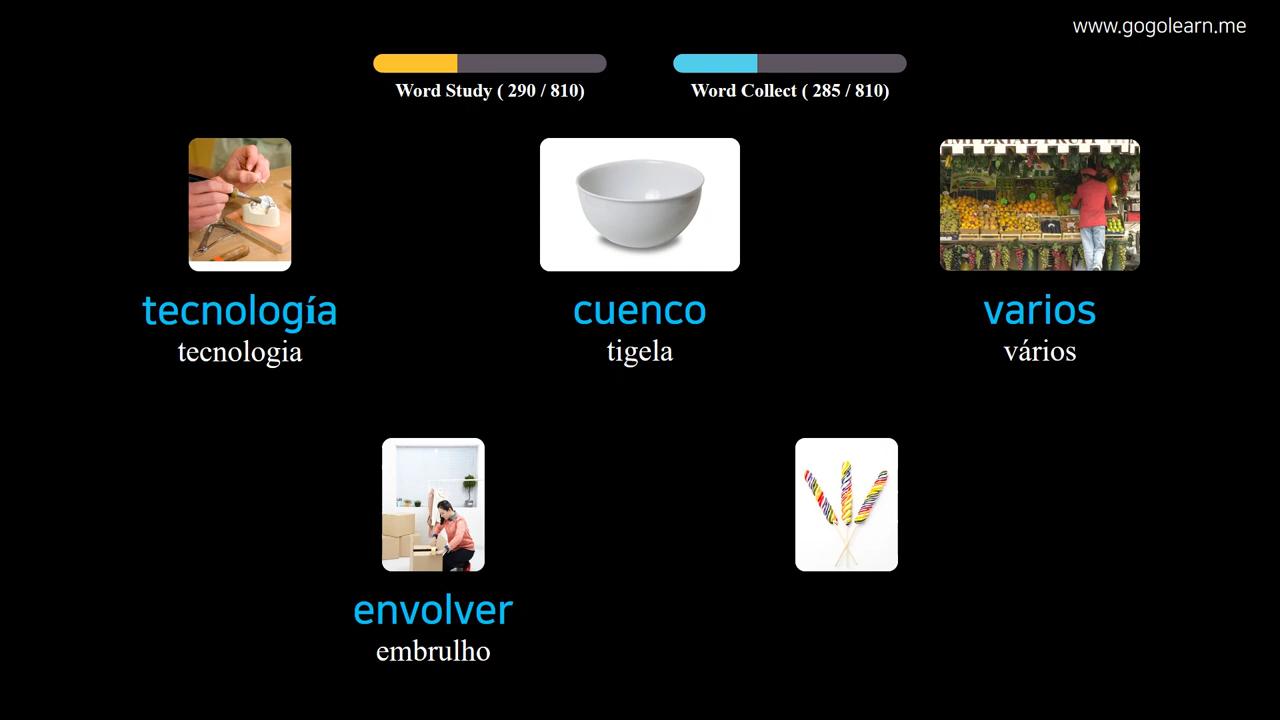 www.gogolearn.me
Word Study ( 290 / 810)
Word Collect ( 285 / 810)
tecnología
tecnologia
cuenco
tigela
varios
vários
envolver
embrulho